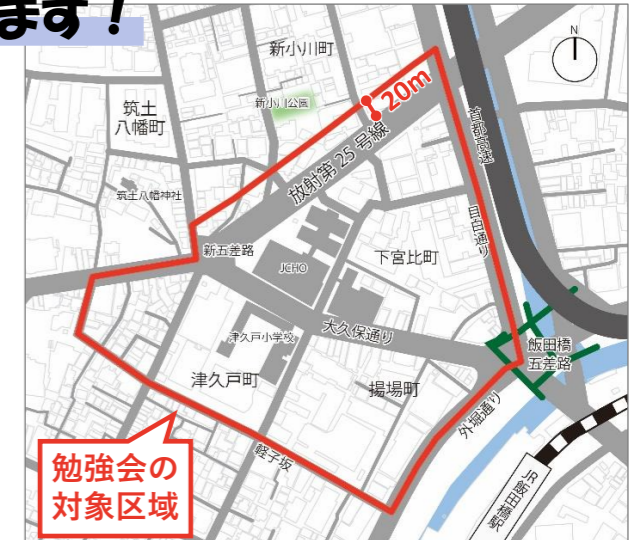 ます！
N
新小川町
20m
新小川公園
筑土
八幡町
放射第25号線
首都高速
目白通り
筑土八幡神社
新五差路
下宮比町
JCHO
大久保通り
津久戸小学校
飯田橋
五差路
津久戸町
揚場町
外堀通り
軽子坂
JR飯田橋駅
勉強会の
対象区域